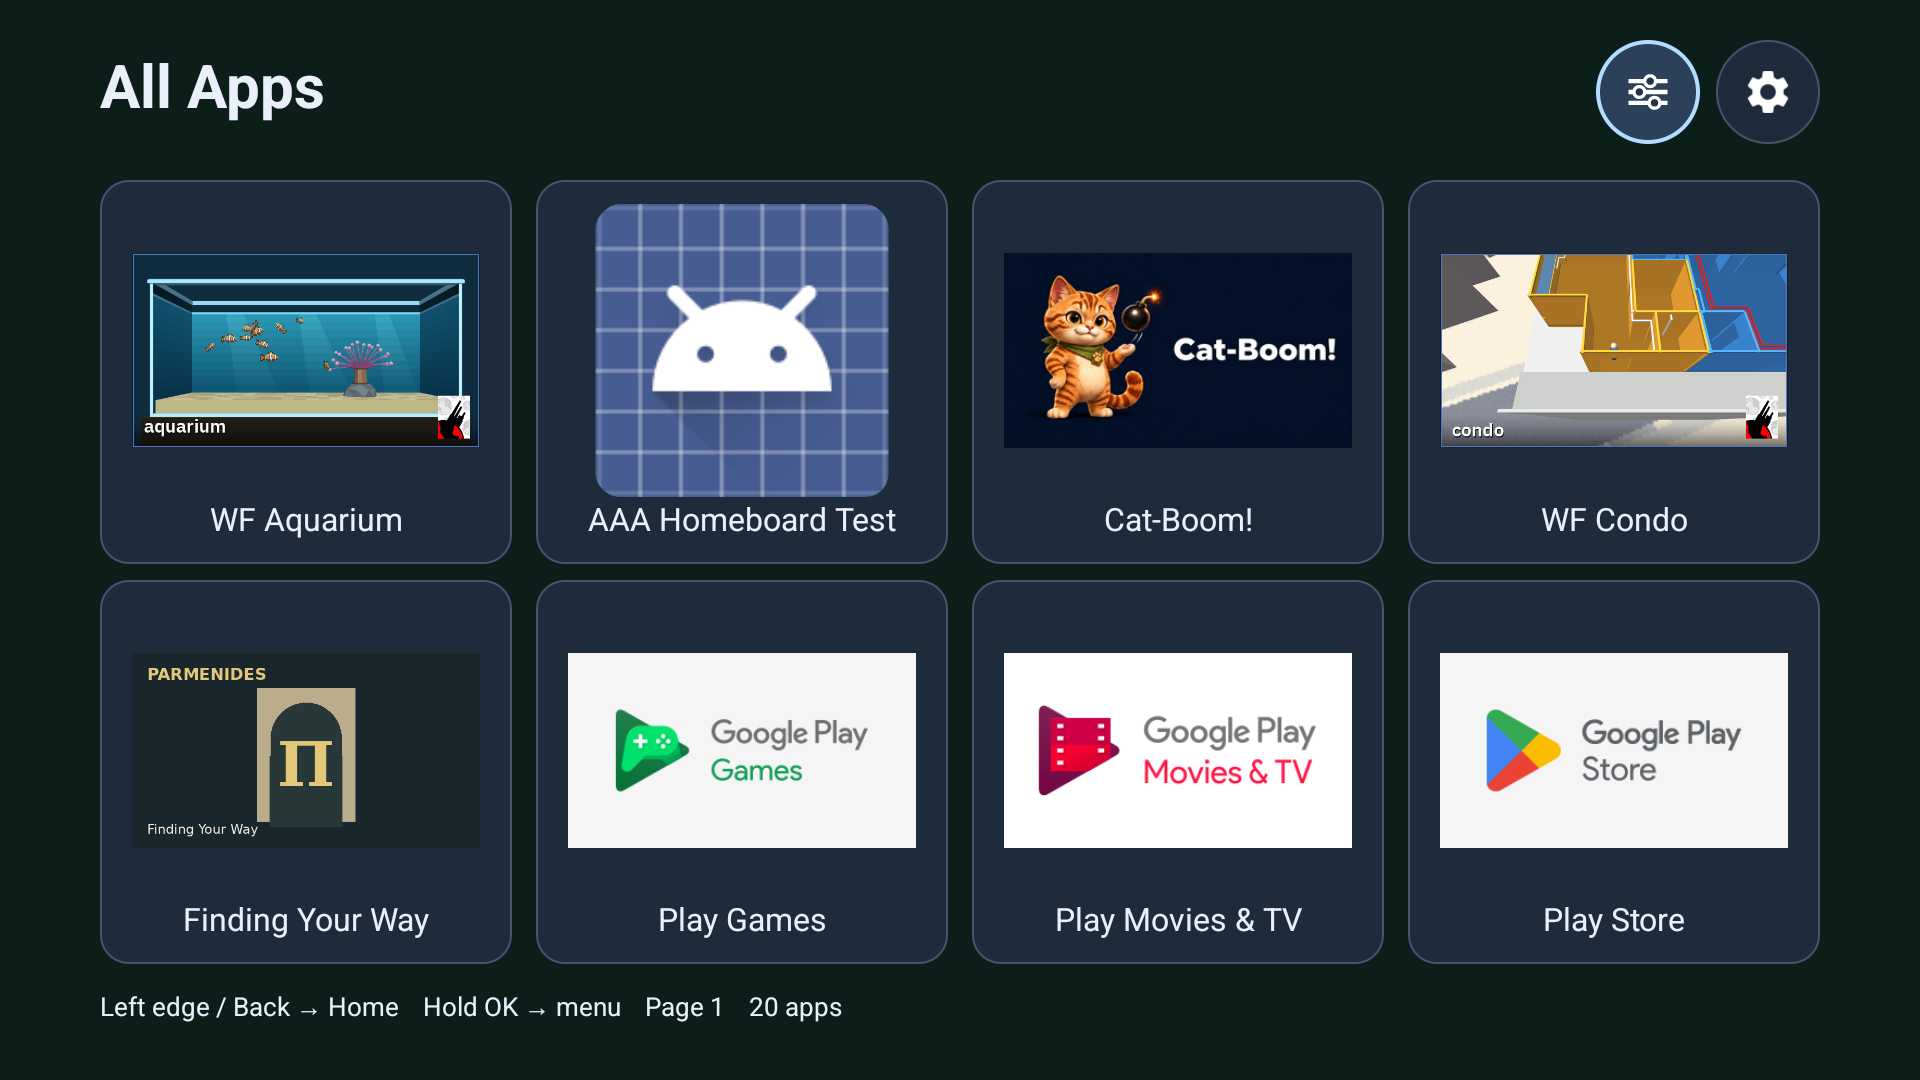 All Apps
aquarium
WF Aquarium
AAA Homeboard Test
Cat-Boom!
Cat-Boom!
condo
WF Condo
PARMENIDES
Π
Finding Your Way
Finding Your Way
Google Play
Games
Play Games
Google Play
Movies & TV
Play Movies & TV
Google Play
Store
Play Store
Left edge / Back → Home Hold OK → menu Page 1 20 apps